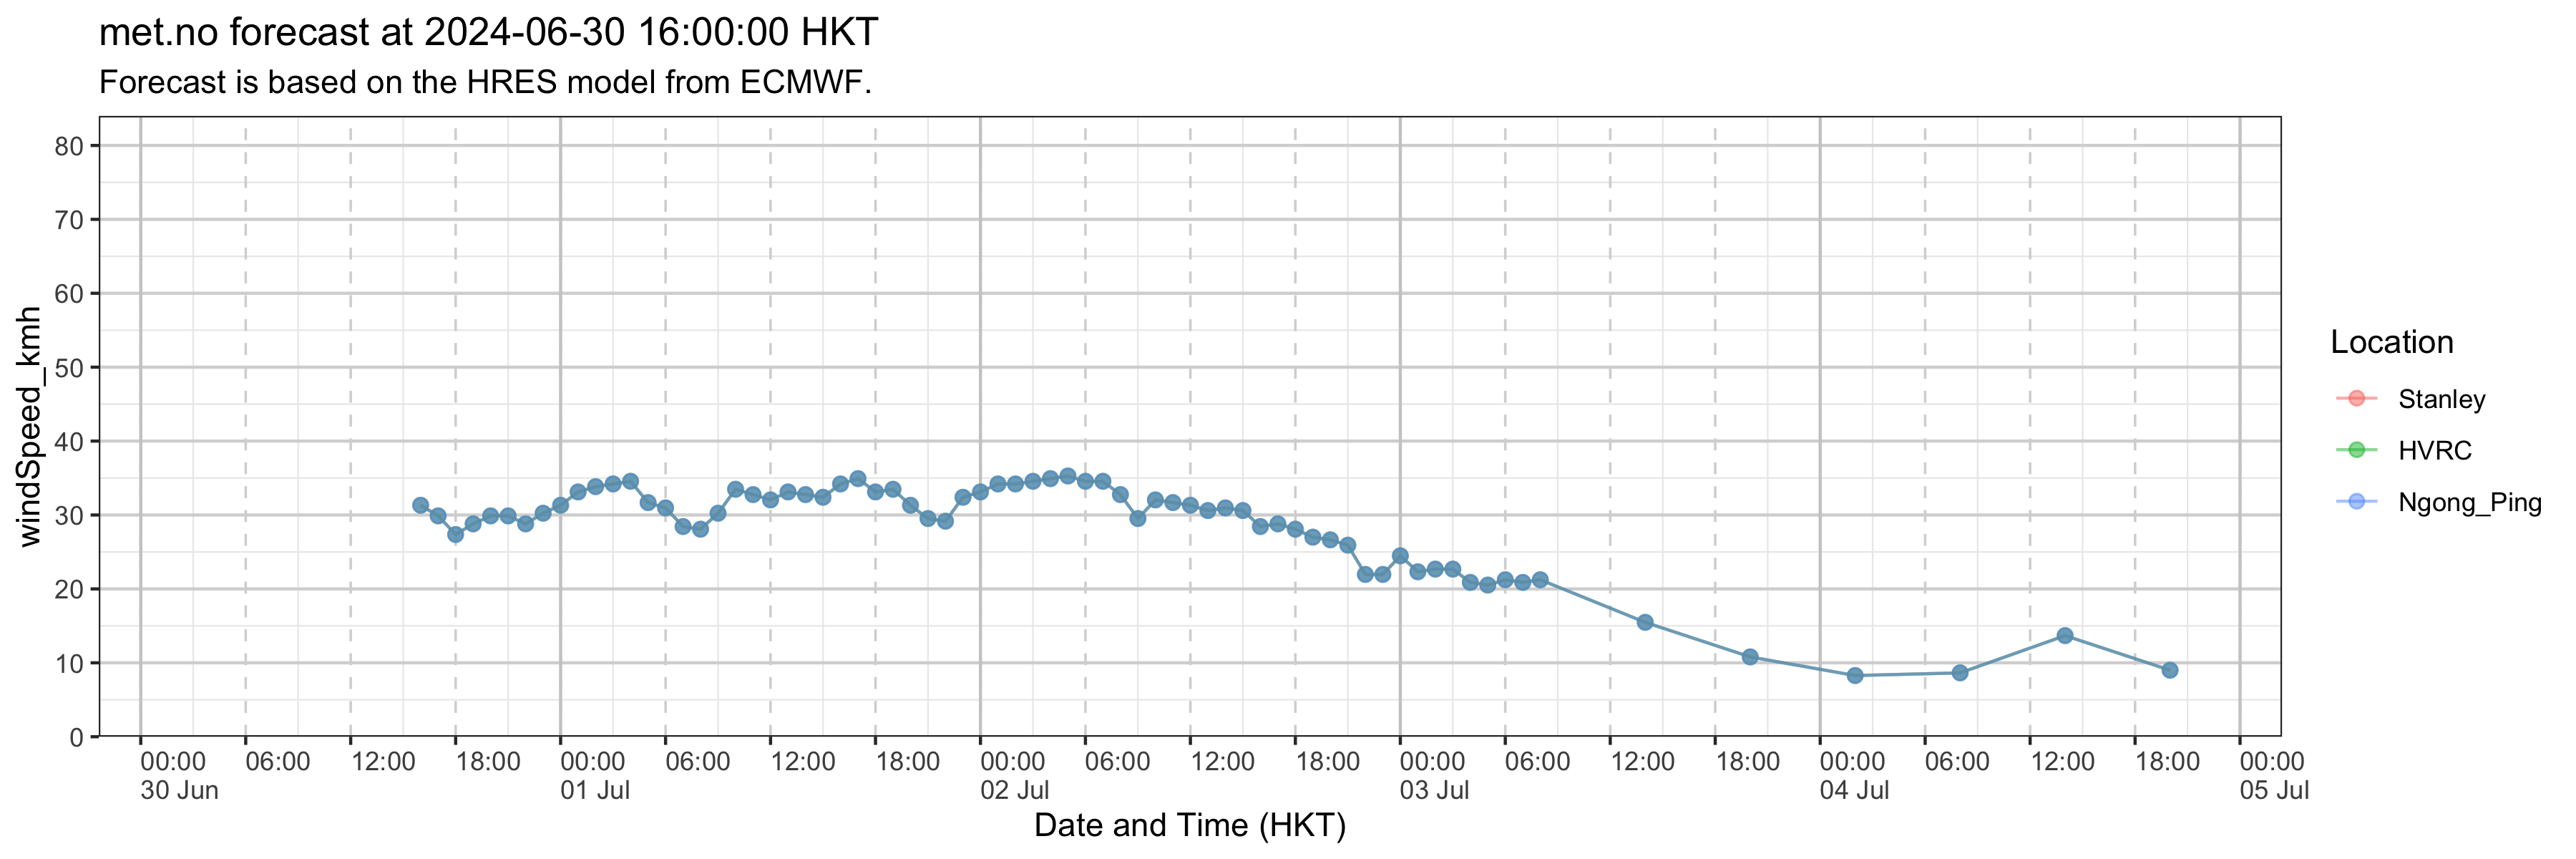 met.no forecast at 2024-06-30 16:00:00 HKT
Forecast is based on the HRES model from ECMWF.
windSpeed_kmh
80
70
60
50
40
30
20
10
0
00:00 06:00 12:00 18:00 00:00 06:00 12:00 18:00 00:00 06:00 12:00 18:00 00:00 06:00 12:00 18:00 00:00 06:00 12:00 18:00 00:00
30 Jun 01 Jul 02 Jul 03 Jul 04 Jul 05 Jul
Date and Time (HKT)
Location
Stanley
HVRC
Ngong_Ping